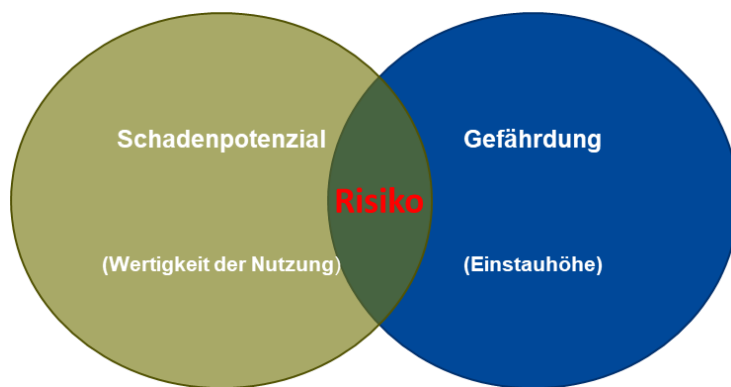 Schadenpotenzial
Gefährdung
Risiko
(Wertigkeit der Nutzung)
(Einstauhöhe)